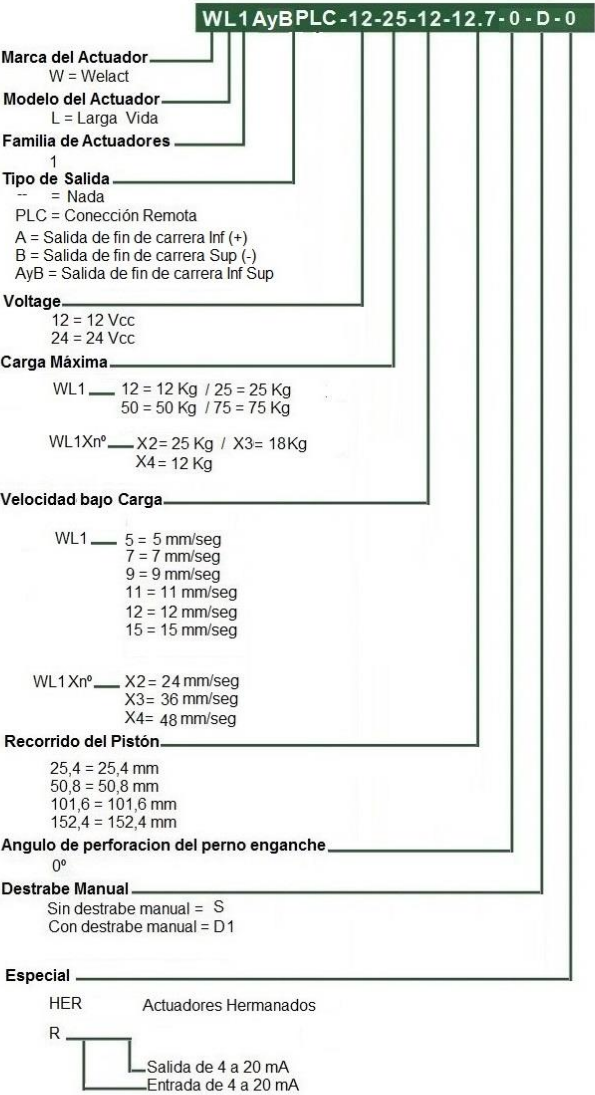 WL1AyBPLC-12-25-12-12.7-0-D-0
Marca del Actuador
W = Welact
Modelo del Actuador
L = Larga Vida
Familia de Actuadores
1
Tipo de Salida
-- = Nada
PLC = Conección Remota
A = Salida de fin de carrera Inf (+)
B = Salida de fin de carrera Sup (-)
AyB = Salida de fin de carrera Inf Sup
Voltage
12 = 12 Vcc
24 = 24 Vcc
Carga Máxima
WL1 12 = 12 Kg / 25 = 25 Kg
50 = 50 Kg / 75 = 75 Kg
WL1Xnº X2= 25 Kg / X3= 18Kg
X4= 12 Kg
Velocidad bajo Carga
WL1 5 = 5 mm/seg
7 = 7 mm/seg
9 = 9 mm/seg
11 = 11 mm/seg
12 = 12 mm/seg
15 = 15 mm/seg
WL1Xnº X2= 24 mm/seg
X3= 36 mm/seg
X4= 48 mm/seg
Recorrido del Pistón
25,4 = 25,4 mm
50,8 = 50,8 mm
101,6 = 101,6 mm
152,4 = 152,4 mm
Angulo de perforacion del perno enganche
0º
Destrabe Manual
Sin destrabe manual = S
Con destrabe manual = D1
Especial
HER Actuadores Hermanados
R
Salida de 4 a 20 mA
Entrada de 4 a 20 mA